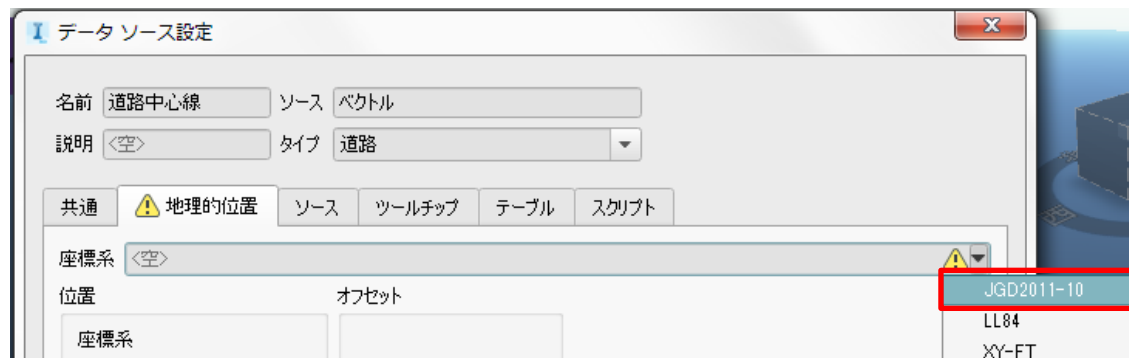 データ ソース設定
名前 道路中心線 ソース ベクトル
説明 <空> タイプ 道路
共通 地理的位置 ソース ツールチップ テーブル スクリプト
座標系 <空>
位置 オフセット
JGD2011-10
座標系
LL84
XY-FT
西